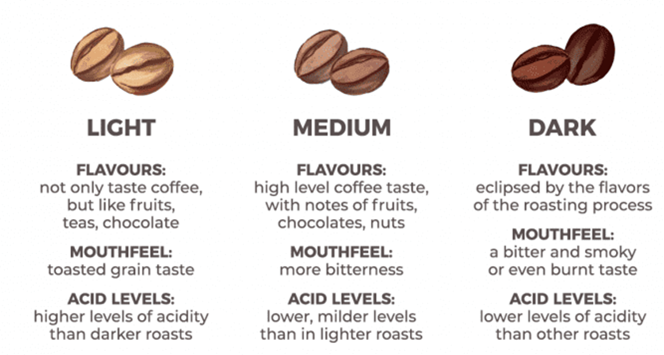 LIGHT
FLAVOURS:
not only taste coffee,
but like fruits,
teas, chocolate
MOUTHFEEL:
toasted grain taste
ACID LEVELS:
higher levels of acidity
than darker roasts
MEDIUM
FLAVOURS:
high level coffee taste,
with notes of fruits,
chocolates, nuts
MOUTHFEEL:
more bitterness
ACID LEVELS:
lower, milder levels
than in lighter roasts
DARK
FLAVOURS:
eclipsed by the flavors
of the roasting process
MOUTHFEEL:
a bitter and smoky
or even burnt taste
ACID LEVELS:
lower levels of acidity
than other roasts